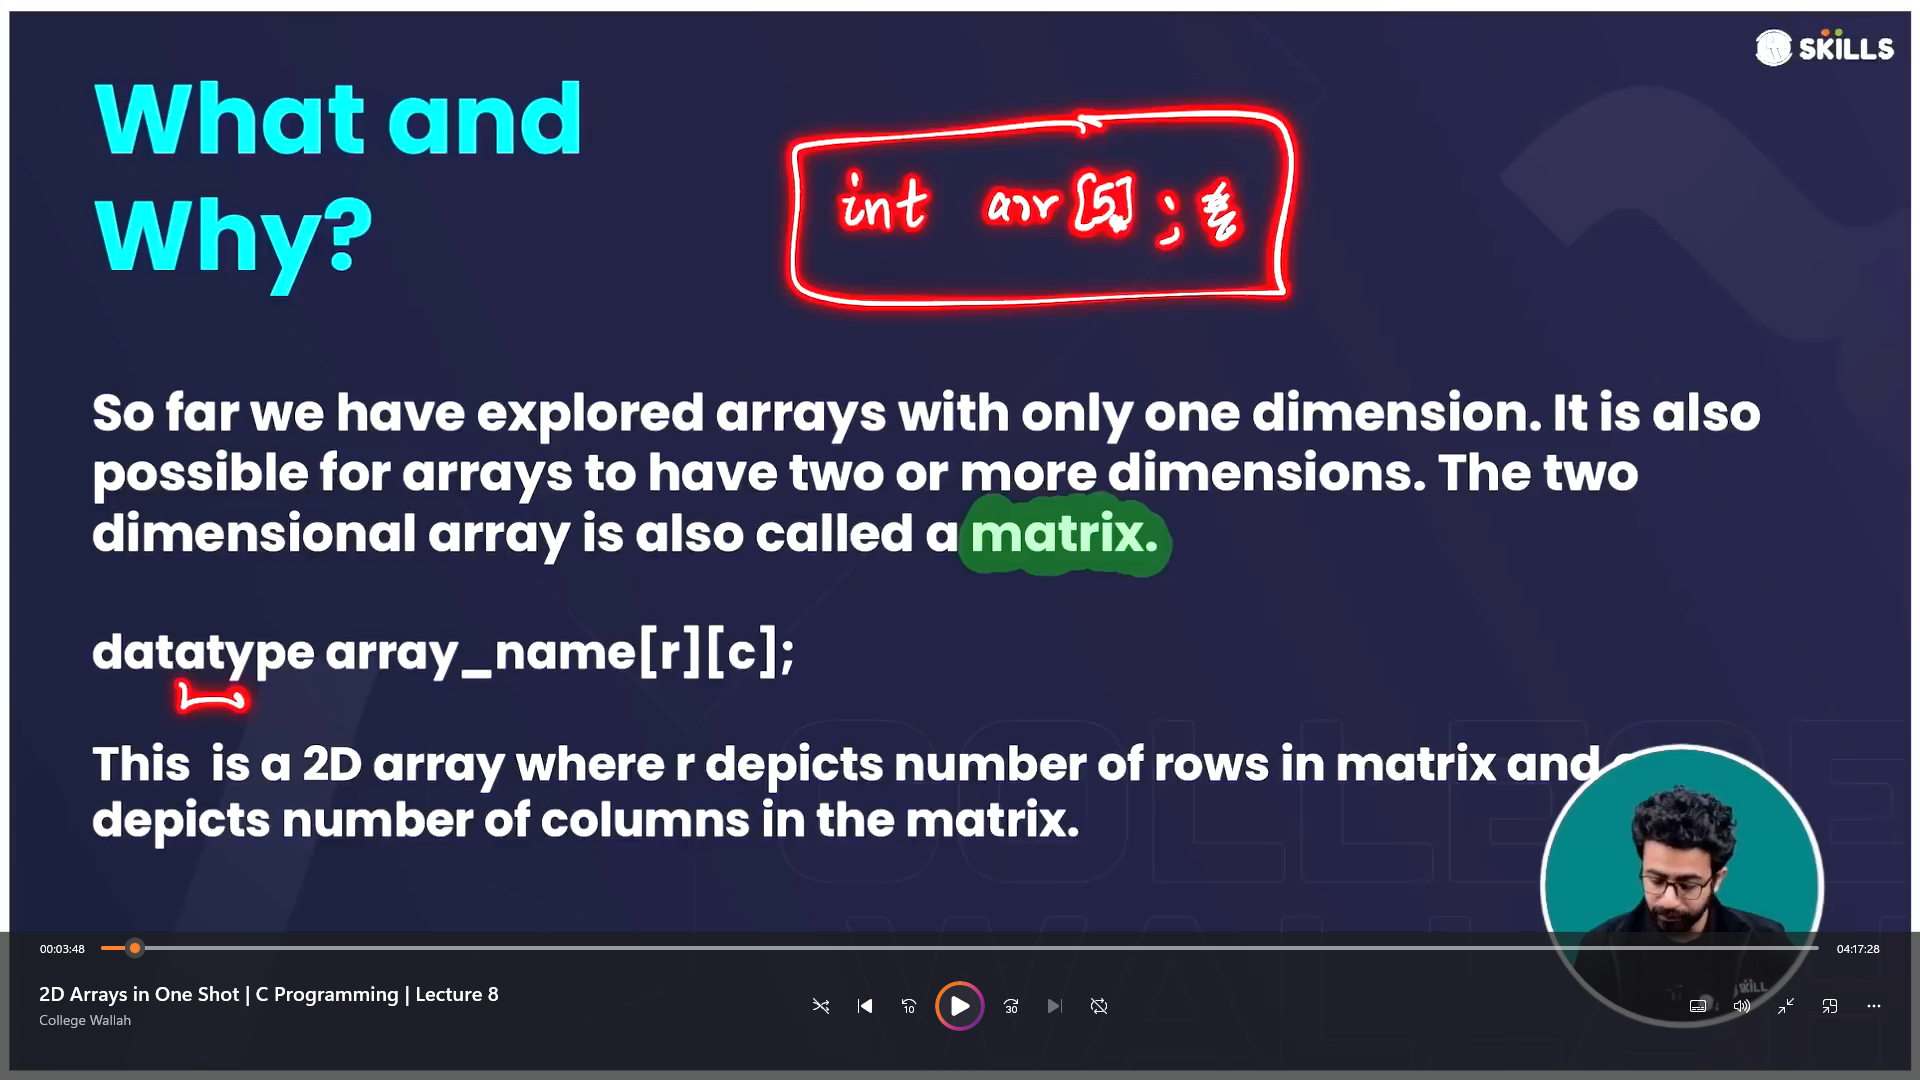 SKILLS
What and
Why?
int arr[5];
So far we have explored arrays with only one dimension. It is also
possible for arrays to have two or more dimensions. The two
dimensional array is also called a matrix.
datatype array_name[r][c];
This is a 2D array where r depicts number of rows in matrix and c
depicts number of columns in the matrix.
COLLEGE
WALLAH
SKILL
00:03:48
04:17:28
2D Arrays in One Shot | C Programming | Lecture 8
College Wallah
10
30